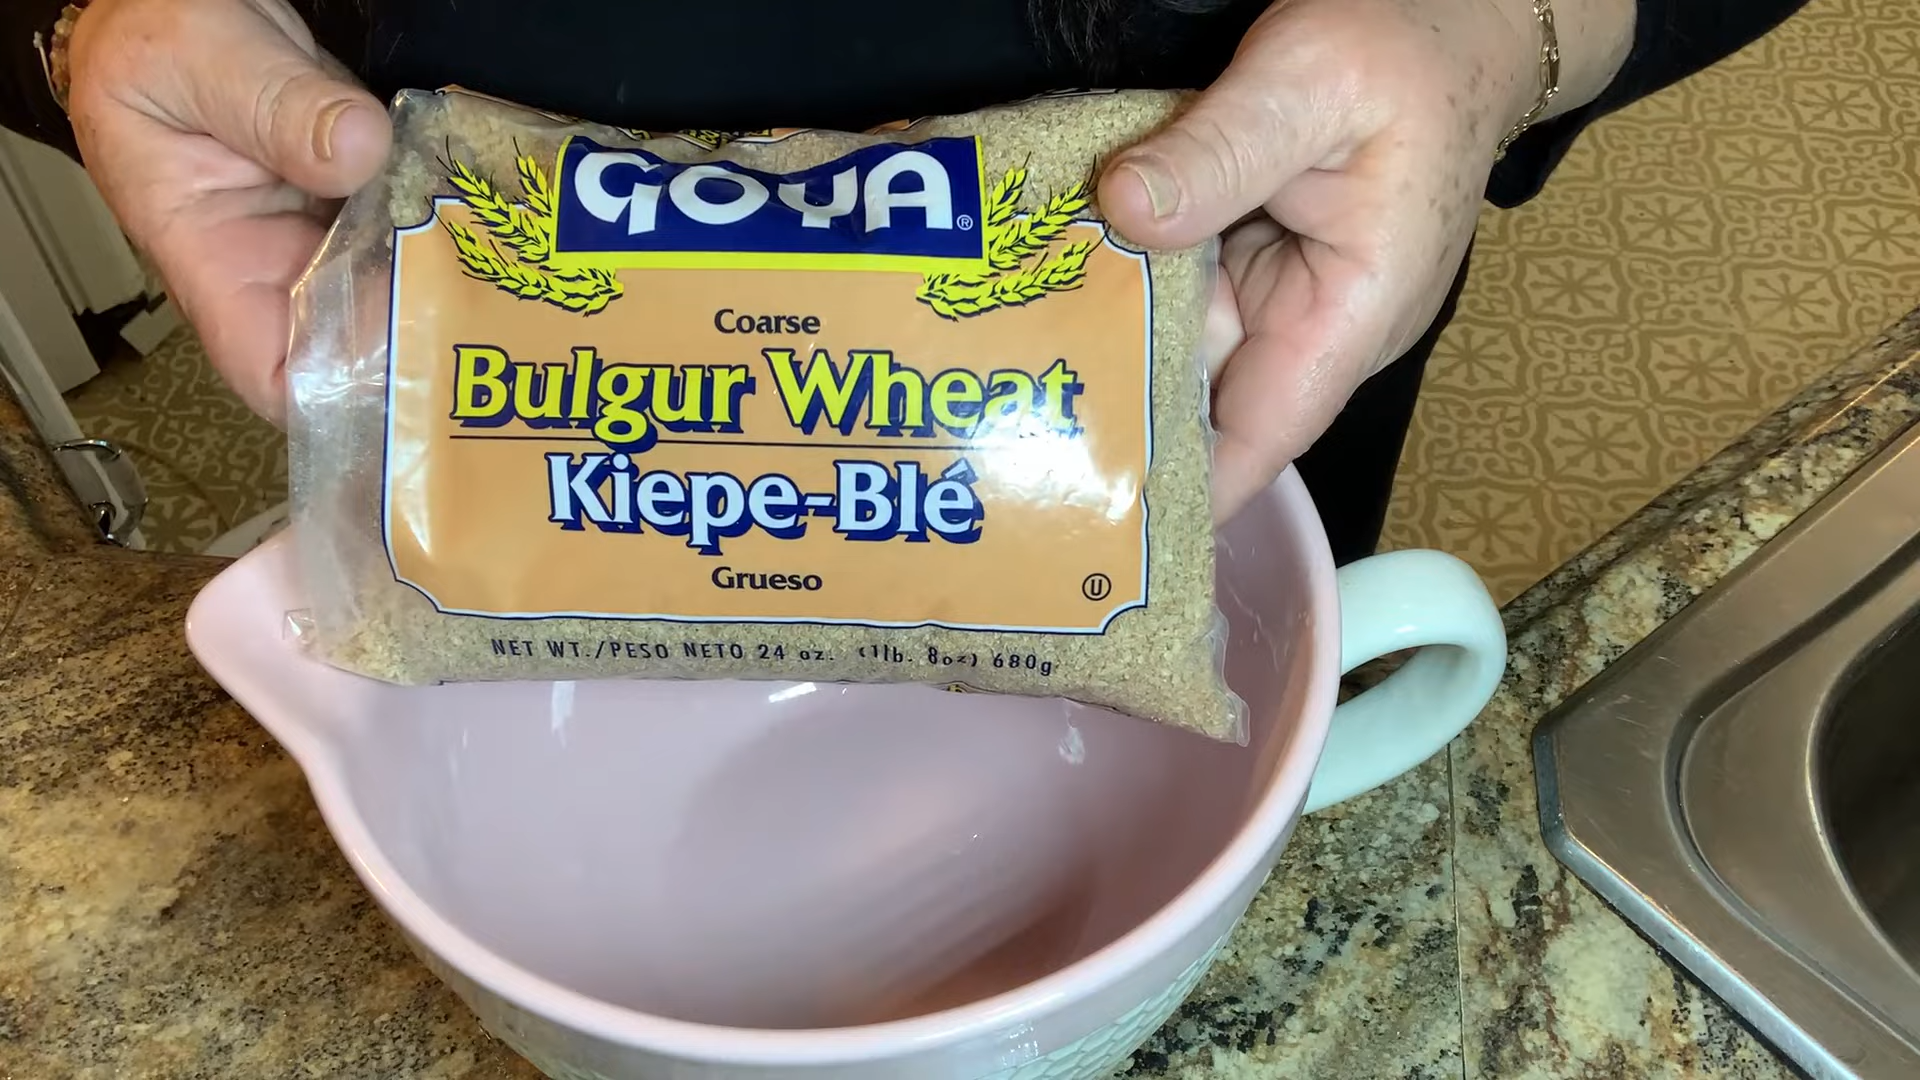 GOYA®
Coarse
Bulgur Wheat
Kiepe-Blé
Grueso
U
NET WT./PESO NETO 24 oz. (1lb. 8oz) 680g